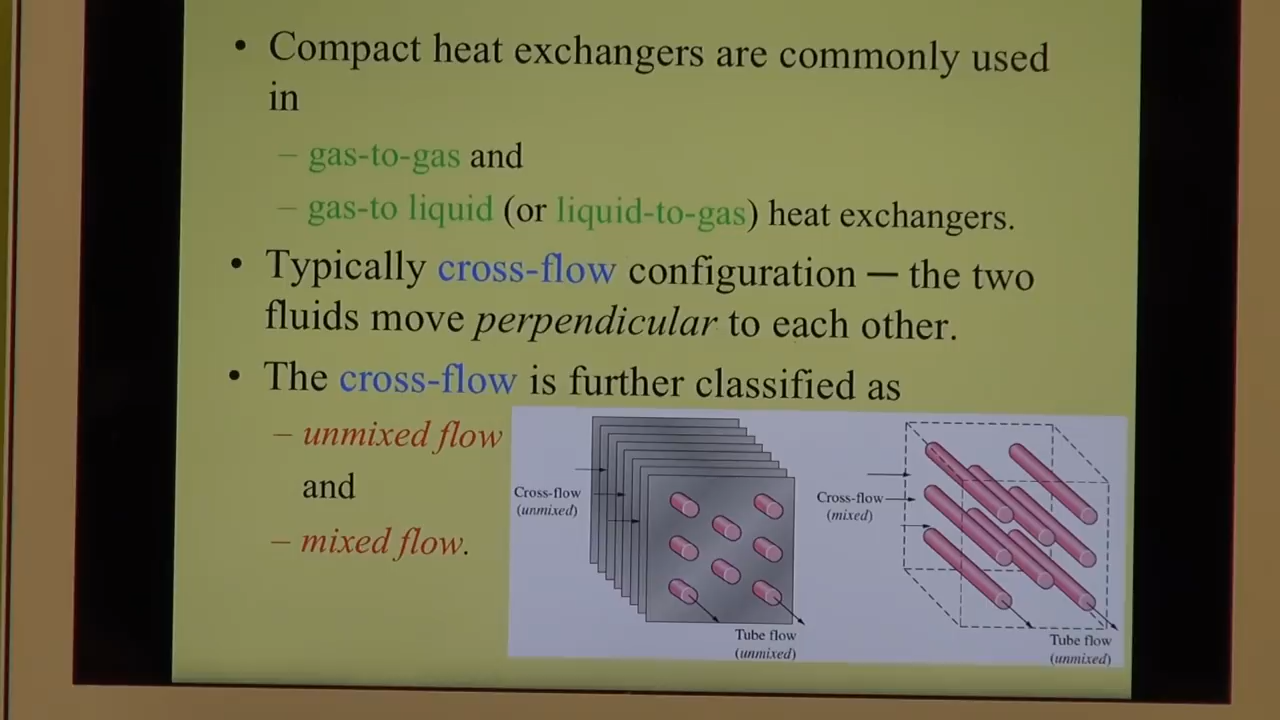 • Compact heat exchangers are commonly used
in
– gas-to-gas and
– gas-to liquid (or liquid-to-gas) heat exchangers.
• Typically cross-flow configuration — the two
fluids move perpendicular to each other.
• The cross-flow is further classified as
– unmixed flow
and
– mixed flow.
Cross-flow
(unmixed)
Tube flow
(unmixed)
Cross-flow
(mixed)
Tube flow
(unmixed)